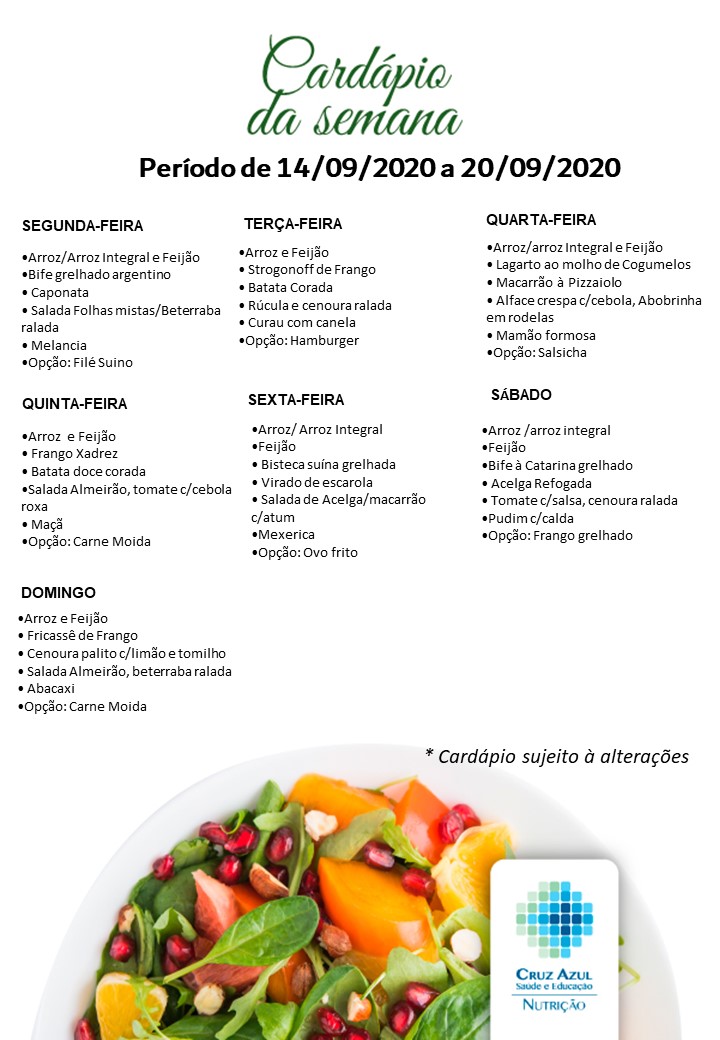 Cardápio
da semana
Período de 14/09/2020 a 20/09/2020
SEGUNDA-FEIRA
•Arroz/Arroz Integral e Feijão
•Bife grelhado argentino
• Caponata
• Salada Folhas mistas/Beterraba
ralada
• Melancia
•Opção: Filé Suino
TERÇA-FEIRA
•Arroz e Feijão
• Strogonoff de Frango
• Batata Corada
• Rúcula e cenoura ralada
• Curau com canela
•Opção: Hamburger
QUARTA-FEIRA
•Arroz/arroz Integral e Feijão
• Lagarto ao molho de Cogumelos
• Macarrão à Pizzaiolo
• Alface crespa c/cebola, Abobrinha
em rodelas
• Mamão formosa
•Opção: Salsicha
QUINTA-FEIRA
•Arroz e Feijão
• Frango Xadrez
• Batata doce corada
•Salada Almeirão, tomate c/cebola
roxa
• Maçã
•Opção: Carne Moida
SEXTA-FEIRA
•Arroz/ Arroz Integral
•Feijão
• Bisteca suína grelhada
• Virado de escarola
• Salada de Acelga/macarrão
c/atum
•Mexerica
•Opção: Ovo frito
SÁBADO
•Arroz /arroz integral
•Feijão
•Bife à Catarina grelhado
• Acelga Refogada
• Tomate c/salsa, cenoura ralada
•Pudim c/calda
•Opção: Frango grelhado
DOMINGO
•Arroz e Feijão
• Fricassê de Frango
• Cenoura palito c/limão e tomilho
• Salada Almeirão, beterraba ralada
• Abacaxi
•Opção: Carne Moida
* Cardápio sujeito à alterações
CRUZ AZUL
Saúde e Educação
NUTRIÇÃO